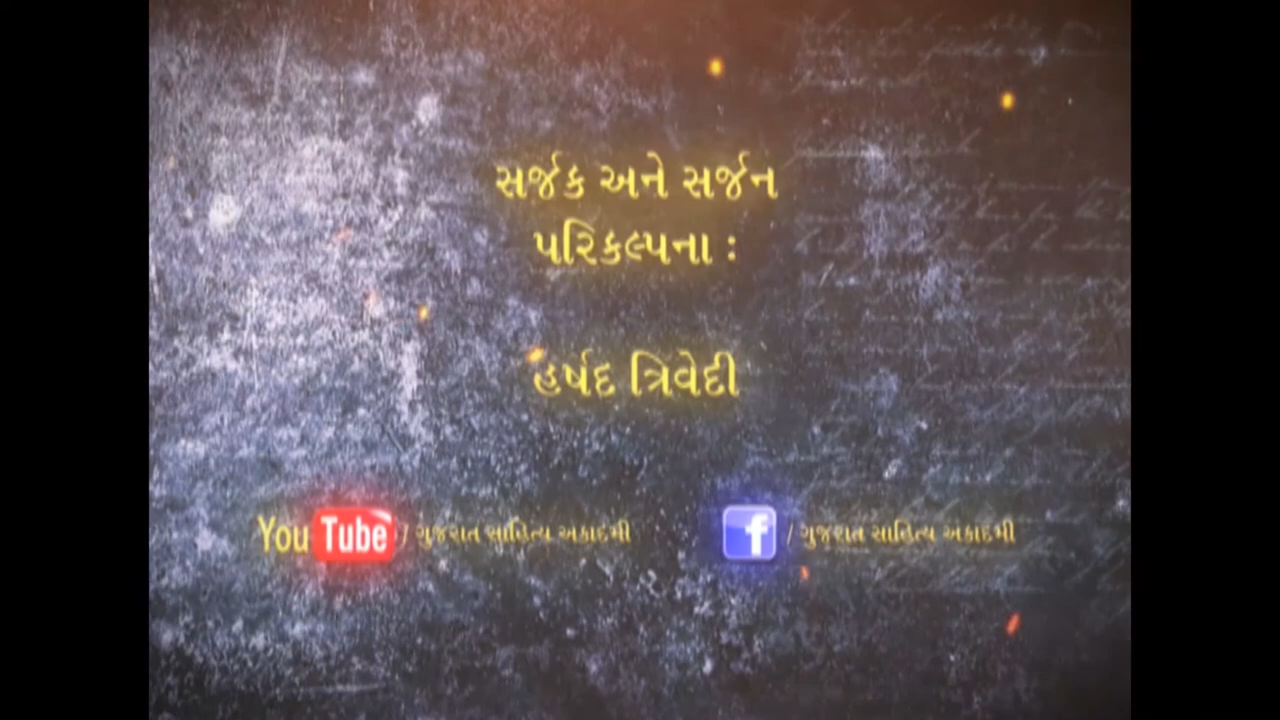 સર્જક અને સર્જન
પરિકલ્પના :
હર્ષદ ત્રિવેદી
YouTube / ગુજરાત સાહિત્ય અકાદમી
f / ગુજરાત સાહિત્ય અકાદમી